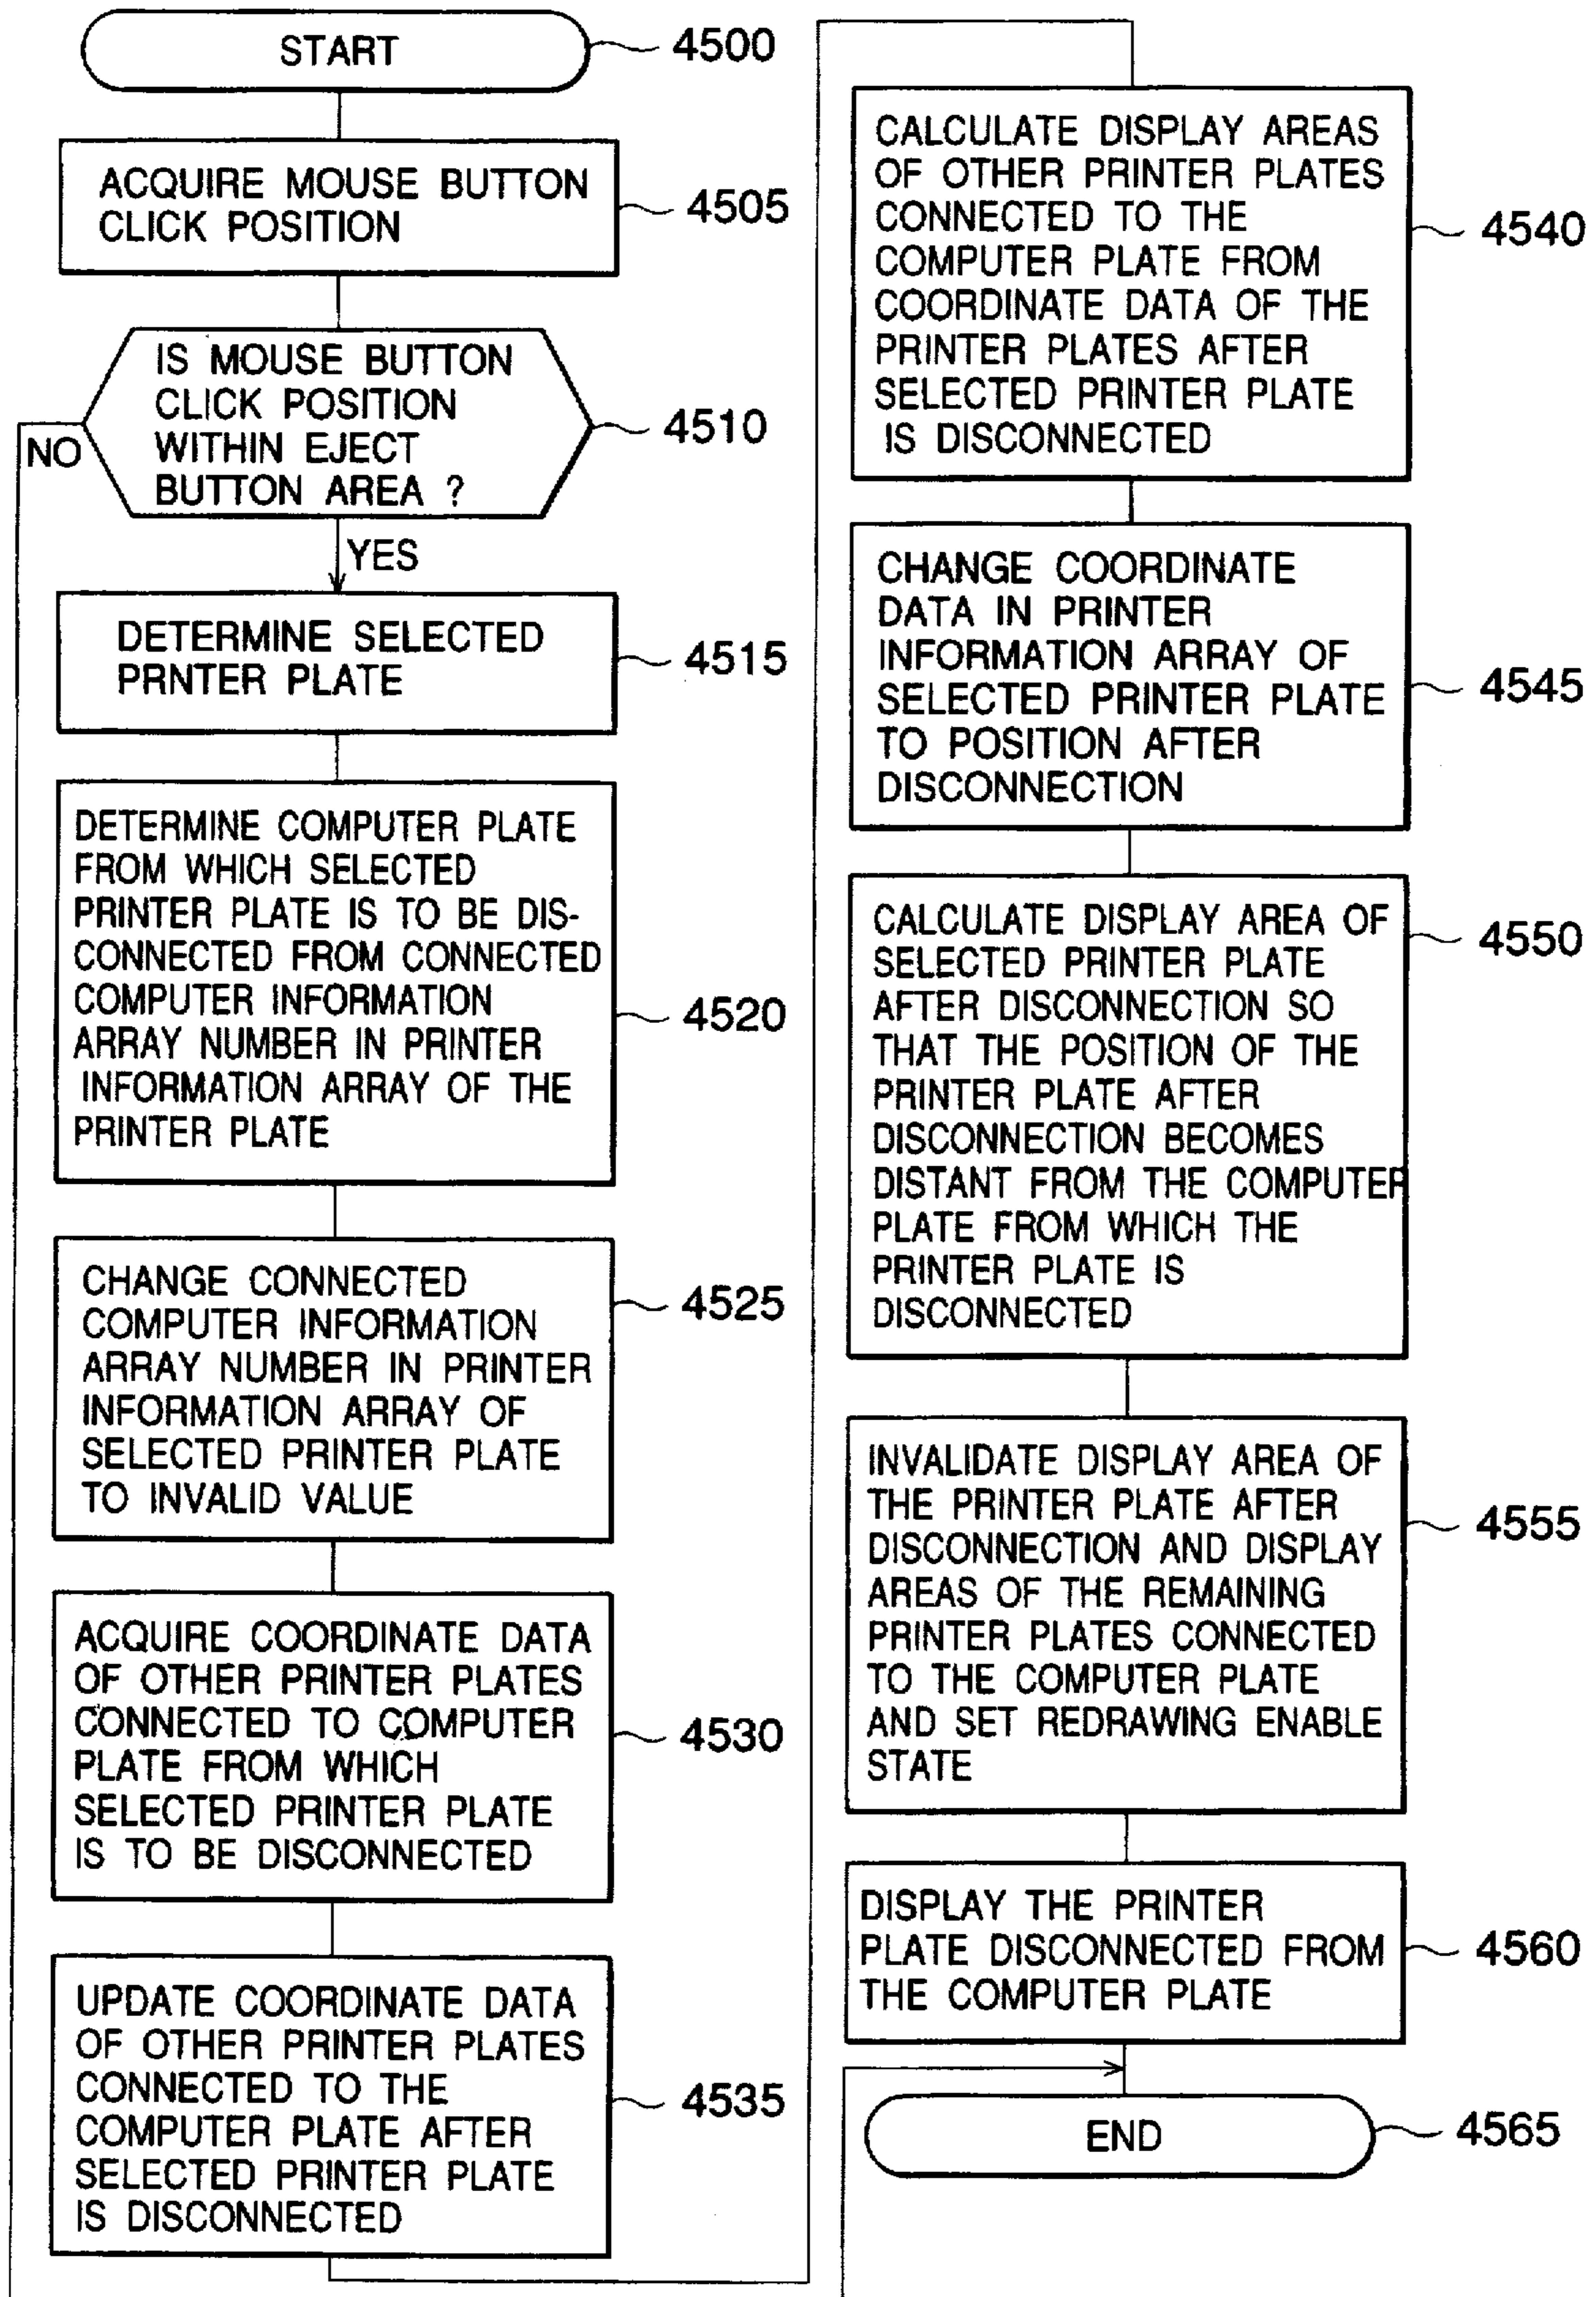 START
4500
ACQUIRE MOUSE BUTTON
CLICK POSITION
4505
IS MOUSE BUTTON
CLICK POSITION
WITHIN EJECT
BUTTON AREA ?
4510
NO
YES
DETERMINE SELECTED
PRNTER PLATE
4515
DETERMINE COMPUTER PLATE
FROM WHICH SELECTED
PRINTER PLATE IS TO BE DIS-
CONNECTED FROM CONNECTED
COMPUTER INFORMATION
ARRAY NUMBER IN PRINTER
INFORMATION ARRAY OF THE
PRINTER PLATE
4520
CHANGE CONNECTED
COMPUTER INFORMATION
ARRAY NUMBER IN PRINTER
INFORMATION ARRAY OF
SELECTED PRINTER PLATE
TO INVALID VALUE
4525
ACQUIRE COORDINATE DATA
OF OTHER PRINTER PLATES
CONNECTED TO COMPUTER
PLATE FROM WHICH
SELECTED PRINTER PLATE
IS TO BE DISCONNECTED
4530
UPDATE COORDINATE DATA
OF OTHER PRINTER PLATES
CONNECTED TO THE
COMPUTER PLATE AFTER
SELECTED PRINTER PLATE
IS DISCONNECTED
4535
CALCULATE DISPLAY AREAS
OF OTHER PRINTER PLATES
CONNECTED TO THE
COMPUTER PLATE FROM
COORDINATE DATA OF THE
PRINTER PLATES AFTER
SELECTED PRINTER PLATE
IS DISCONNECTED
4540
CHANGE COORDINATE
DATA IN PRINTER
INFORMATION ARRAY OF
SELECTED PRINTER PLATE
TO POSITION AFTER
DISCONNECTION
4545
CALCULATE DISPLAY AREA OF
SELECTED PRINTER PLATE
AFTER DISCONNECTION SO
THAT THE POSITION OF THE
PRINTER PLATE AFTER
DISCONNECTION BECOMES
DISTANT FROM THE COMPUTER
PLATE FROM WHICH THE
PRINTER PLATE IS
DISCONNECTED
4550
INVALIDATE DISPLAY AREA OF
THE PRINTER PLATE AFTER
DISCONNECTION AND DISPLAY
AREAS OF THE REMAINING
PRINTER PLATES CONNECTED
TO THE COMPUTER PLATE
AND SET REDRAWING ENABLE
STATE
4555
DISPLAY THE PRINTER
PLATE DISCONNECTED FROM
THE COMPUTER PLATE
4560
END
4565